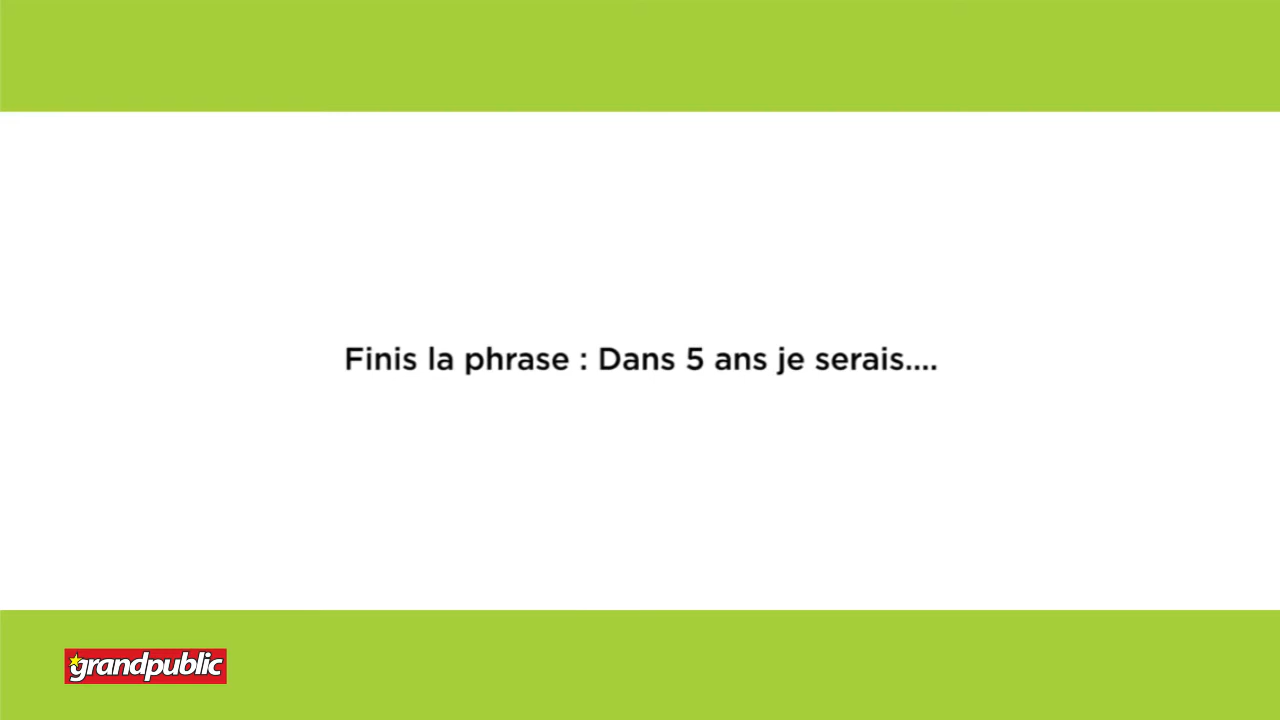 Finis la phrase : Dans 5 ans je serais....
grandpublic